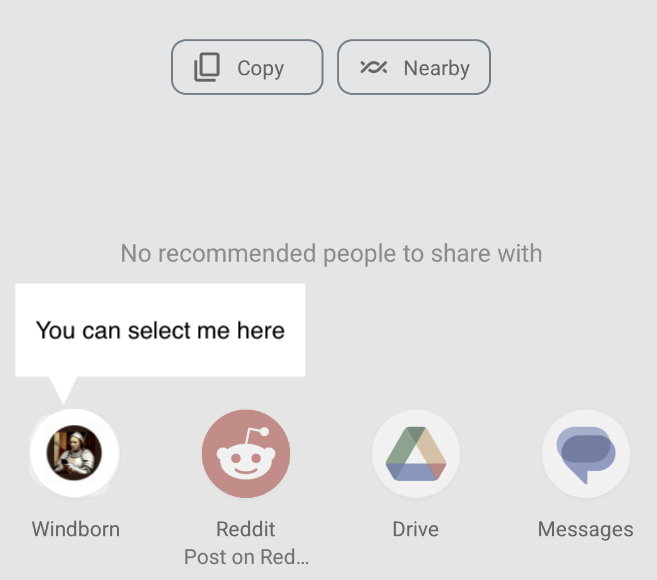 Copy
Nearby
No recommended people to share with
You can select me here
Windborn
Reddit
Drive
Messages
Post on Red...